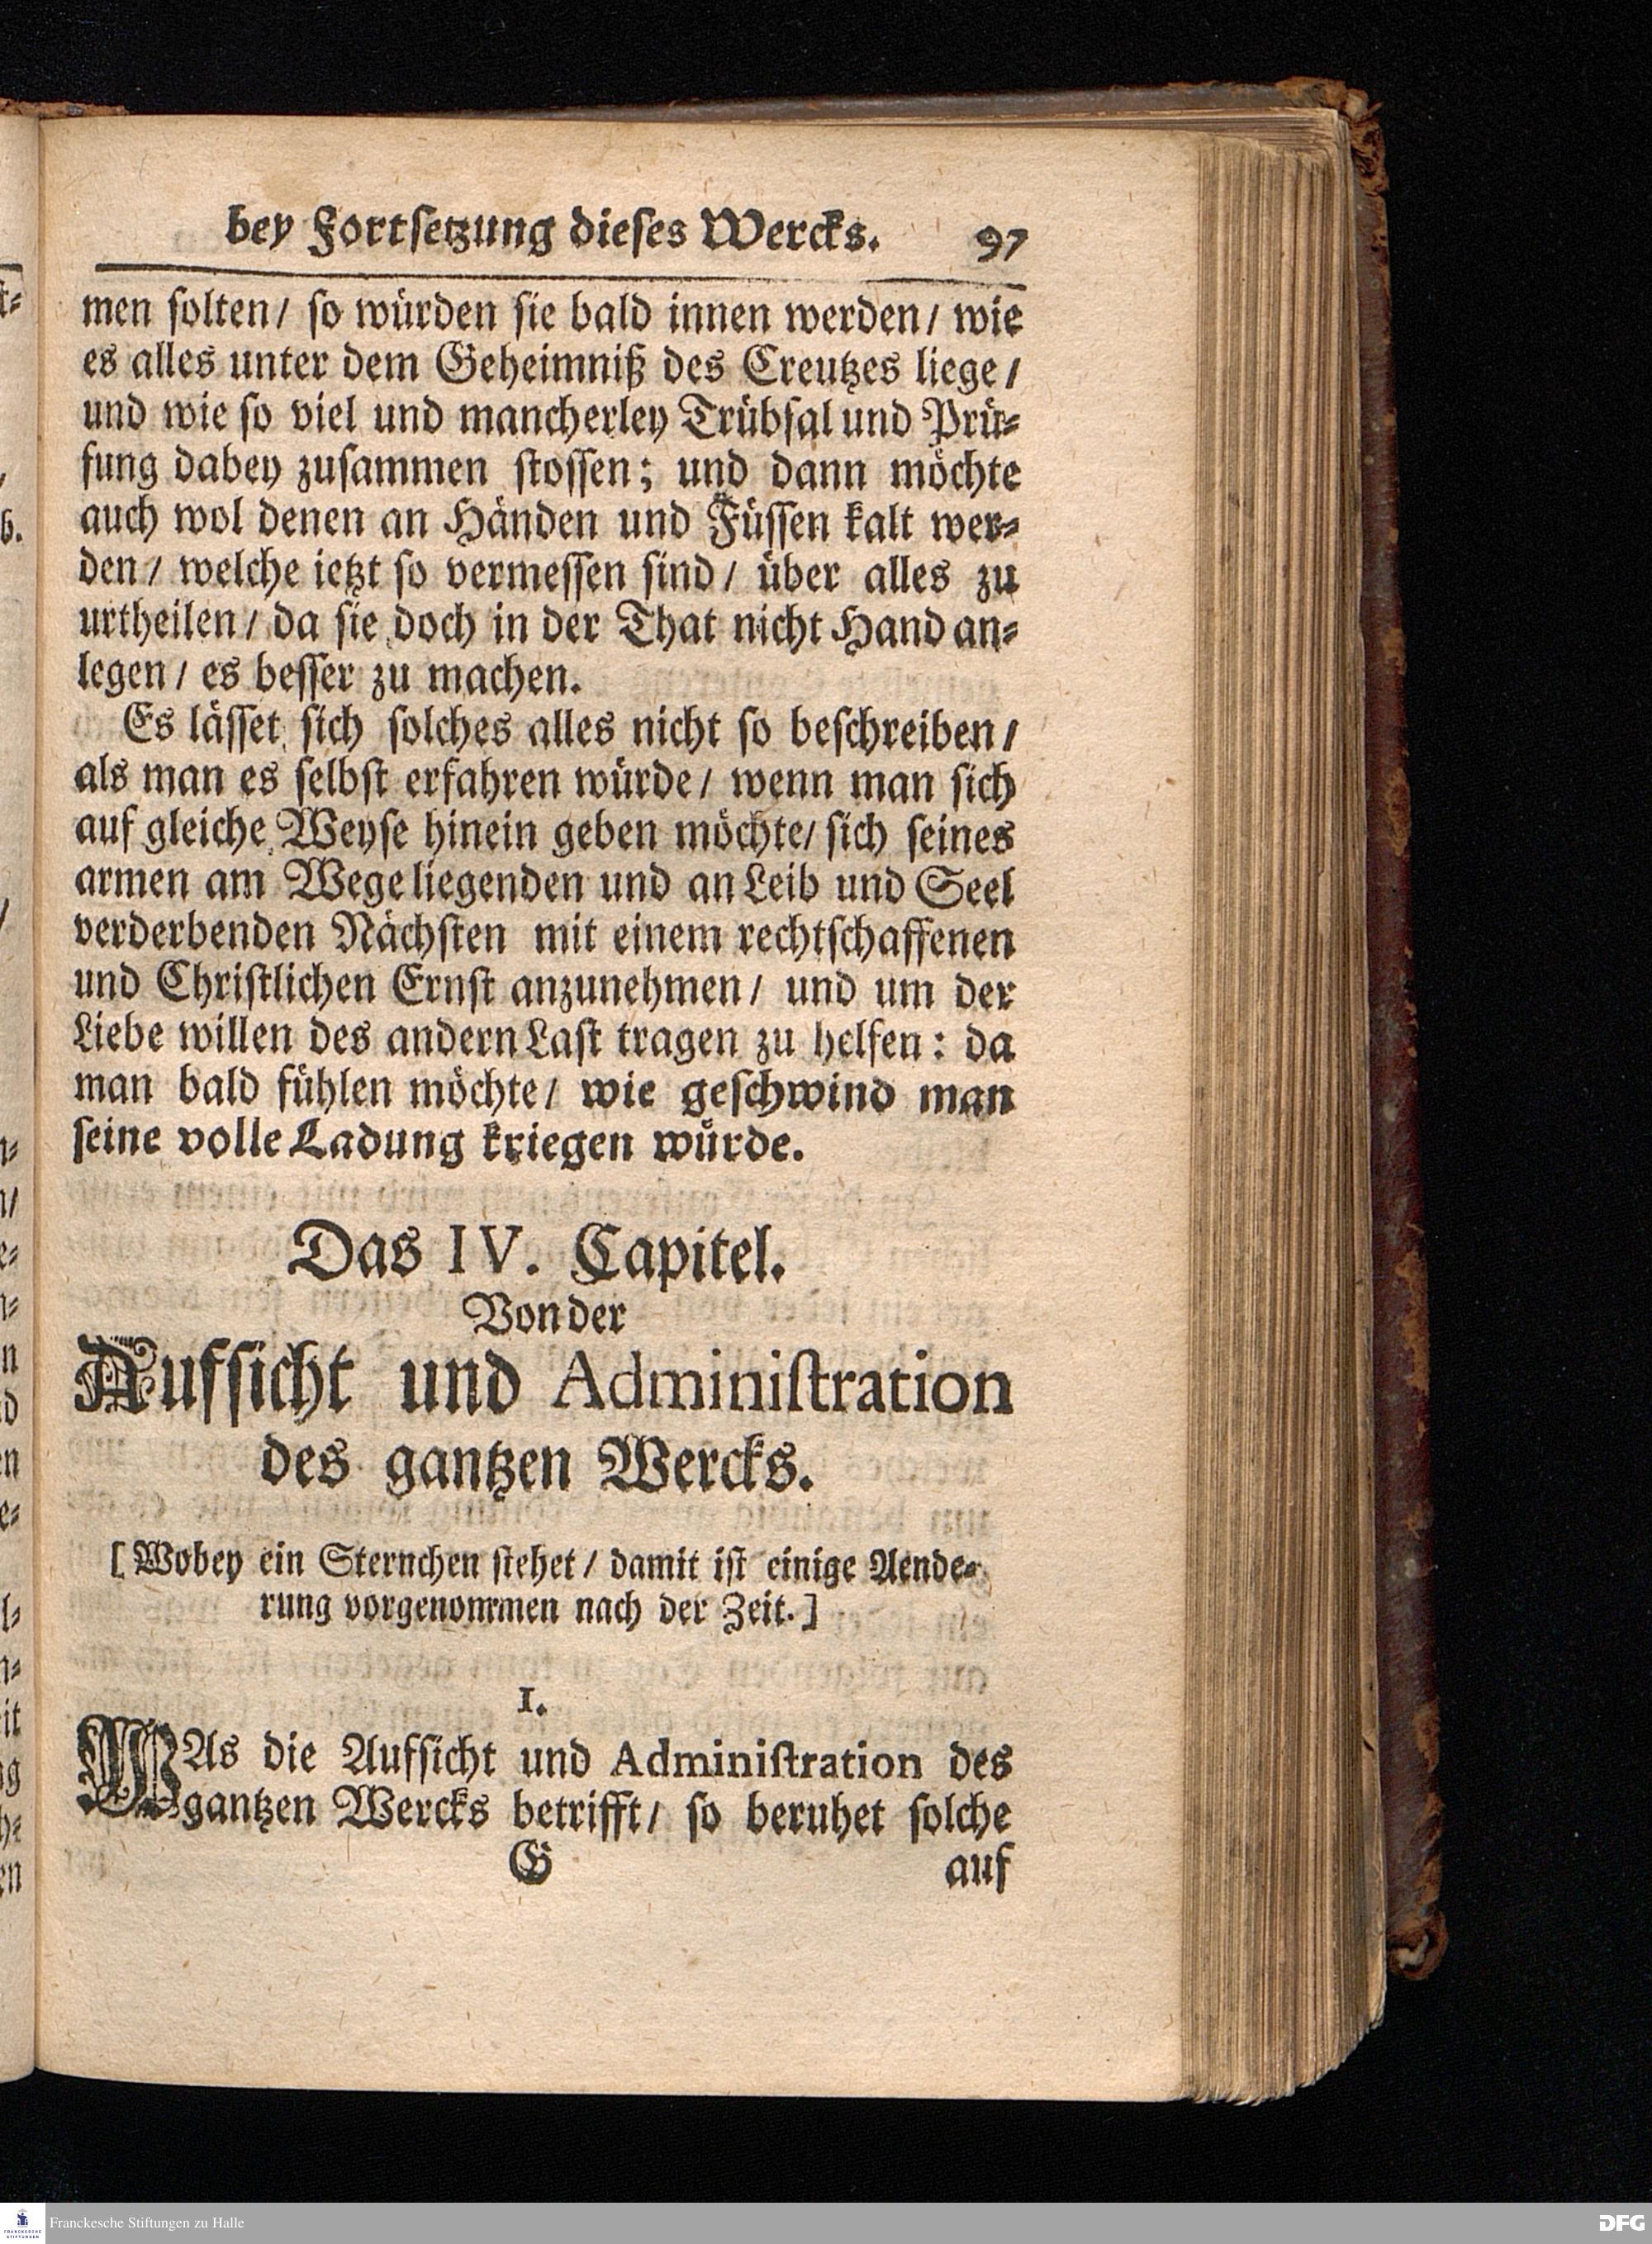 bey Fortsetzung dieses Wercks. 97
men solten/ so würden sie bald innen werden/ wie
es alles unter dem Geheimniß des Creutzes liege/
und wie so viel und mancherley Trübsal und Prü-
fung dabey zusammen stossen; und dann möchte
auch wol denen an Händen und Füssen kalt wer-
den/ welche ietzt so vermessen sind/ über alles zu
urtheilen/ da sie doch in der That nicht Hand an-
legen/ es besser zu machen.
Es lässet sich solches alles nicht so beschreiben/
als man es selbst erfahren würde/ wenn man sich
auf gleiche Weyse hinein geben möchte/ sich seines
armen am Wege liegenden und an Leib und Seel
verderbenden Nächsten mit einem rechtschaffenen
und Christlichen Ernst anzunehmen/ und um der
Liebe willen des andern Last tragen zu helfen: da
man bald fühlen möchte/ wie geschwind man
seine volle Ladung kriegen würde.
Das IV. Capitel.
Von der
Aufsicht und Administration
des gantzen Wercks.
[Wobey ein Sternchen stehet/ damit ist einige Aende-
rung vorgenommen nach der Zeit.]
1.
WAs die Aufsicht und Administration des
gantzen Wercks betrifft/ so beruhet solche
G auf
Franckesche Stiftungen zu Halle
DFG